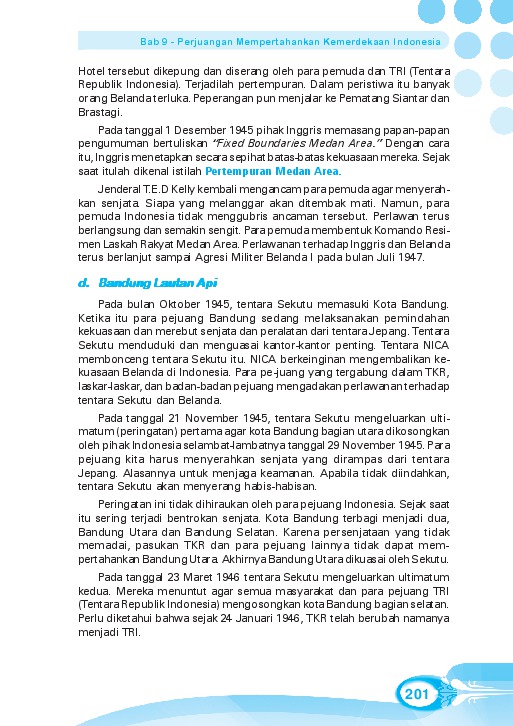 Bab 9 - Perjuangan Mempertahankan Kemerdekaan Indonesia
Hotel tersebut dikepung dan diserang oleh para pemuda dan TRI (Tentara
Republik Indonesia). Terjadilah pertempuran. Dalam peristiwa itu banyak
orang Belanda terluka. Peperangan pun menjalar ke Pematang Siantar dan
Brastagi.
Pada tanggal 1 Desember 1945 pihak Inggris memasang papan-papan
pengumuman bertuliskan “Fixed Boundaries Medan Area.” Dengan cara
itu, Inggris menetapkan secara sepihat batas-batas kekuasaan mereka. Sejak
saat itulah dikenal istilah Pertempuran Medan Area.
Jenderal T.E.D Kelly kembali mengancam para pemuda agar menyerah-
kan senjata. Siapa yang melanggar akan ditembak mati. Namun, para
pemuda Indonesia tidak menggubris ancaman tersebut. Perlawan terus
berlangsung dan semakin sengit. Para pemuda membentuk Komando Resi-
men Laskah Rakyat Medan Area. Perlawanan terhadap Inggris dan Belanda
terus berlanjut sampai Agresi Militer Belanda I pada bulan Juli 1947.
d. Bandung Lautan Api
Pada bulan Oktober 1945, tentara Sekutu memasuki Kota Bandung.
Ketika itu para pejuang Bandung sedang melaksanakan pemindahan
kekuasaan dan merebut senjata dan peralatan dari tentara Jepang. Tentara
Sekutu menduduki dan menguasai kantor-kantor penting. Tentara NICA
membonceng tentara Sekutu itu. NICA berkeinginan mengembalikan ke-
kuasaan Belanda di Indonesia. Para pe-juang yang tergabung dalam TKR,
laskar-laskar, dan badan-badan pejuang mengadakan perlawanan terhadap
tentara Sekutu dan Belanda.
Pada tanggal 21 November 1945, tentara Sekutu mengeluarkan ulti-
matum (peringatan) pertama agar kota Bandung bagian utara dikosongkan
oleh pihak Indonesia selambat-lambatnya tanggal 29 November 1945. Para
pejuang kita harus menyerahkan senjata yang dirampas dari tentara
Jepang. Alasannya untuk menjaga keamanan. Apabila tidak diindahkan,
tentara Sekutu akan menyerang habis-habisan.
Peringatan ini tidak dihiraukan oleh para pejuang Indonesia. Sejak saat
itu sering terjadi bentrokan senjata. Kota Bandung terbagi menjadi dua,
Bandung Utara dan Bandung Selatan. Karena persenjataan yang tidak
memadai, pasukan TKR dan para pejuang lainnya tidak dapat mem-
pertahankan Bandung Utara. Akhirnya Bandung Utara dikuasai oleh Sekutu.
Pada tanggal 23 Maret 1946 tentara Sekutu mengeluarkan ultimatum
kedua. Mereka menuntut agar semua masyarakat dan para pejuang TRI
(Tentara Republik Indonesia) mengosongkan kota Bandung bagian selatan.
Perlu diketahui bahwa sejak 24 Januari 1946, TKR telah berubah namanya
menjadi TRI.
201